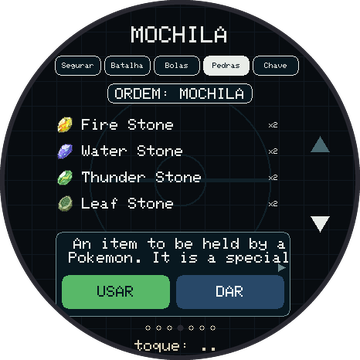 MOCHILA
Segurar Batalha Bolas Pedras Chave
ORDEM: MOCHILA
Fire Stone x2
Water Stone x2
Thunder Stone x2
Leaf Stone x2
An item to be held by a
Pokemon. It is a special
USAR DAR
toque: ..